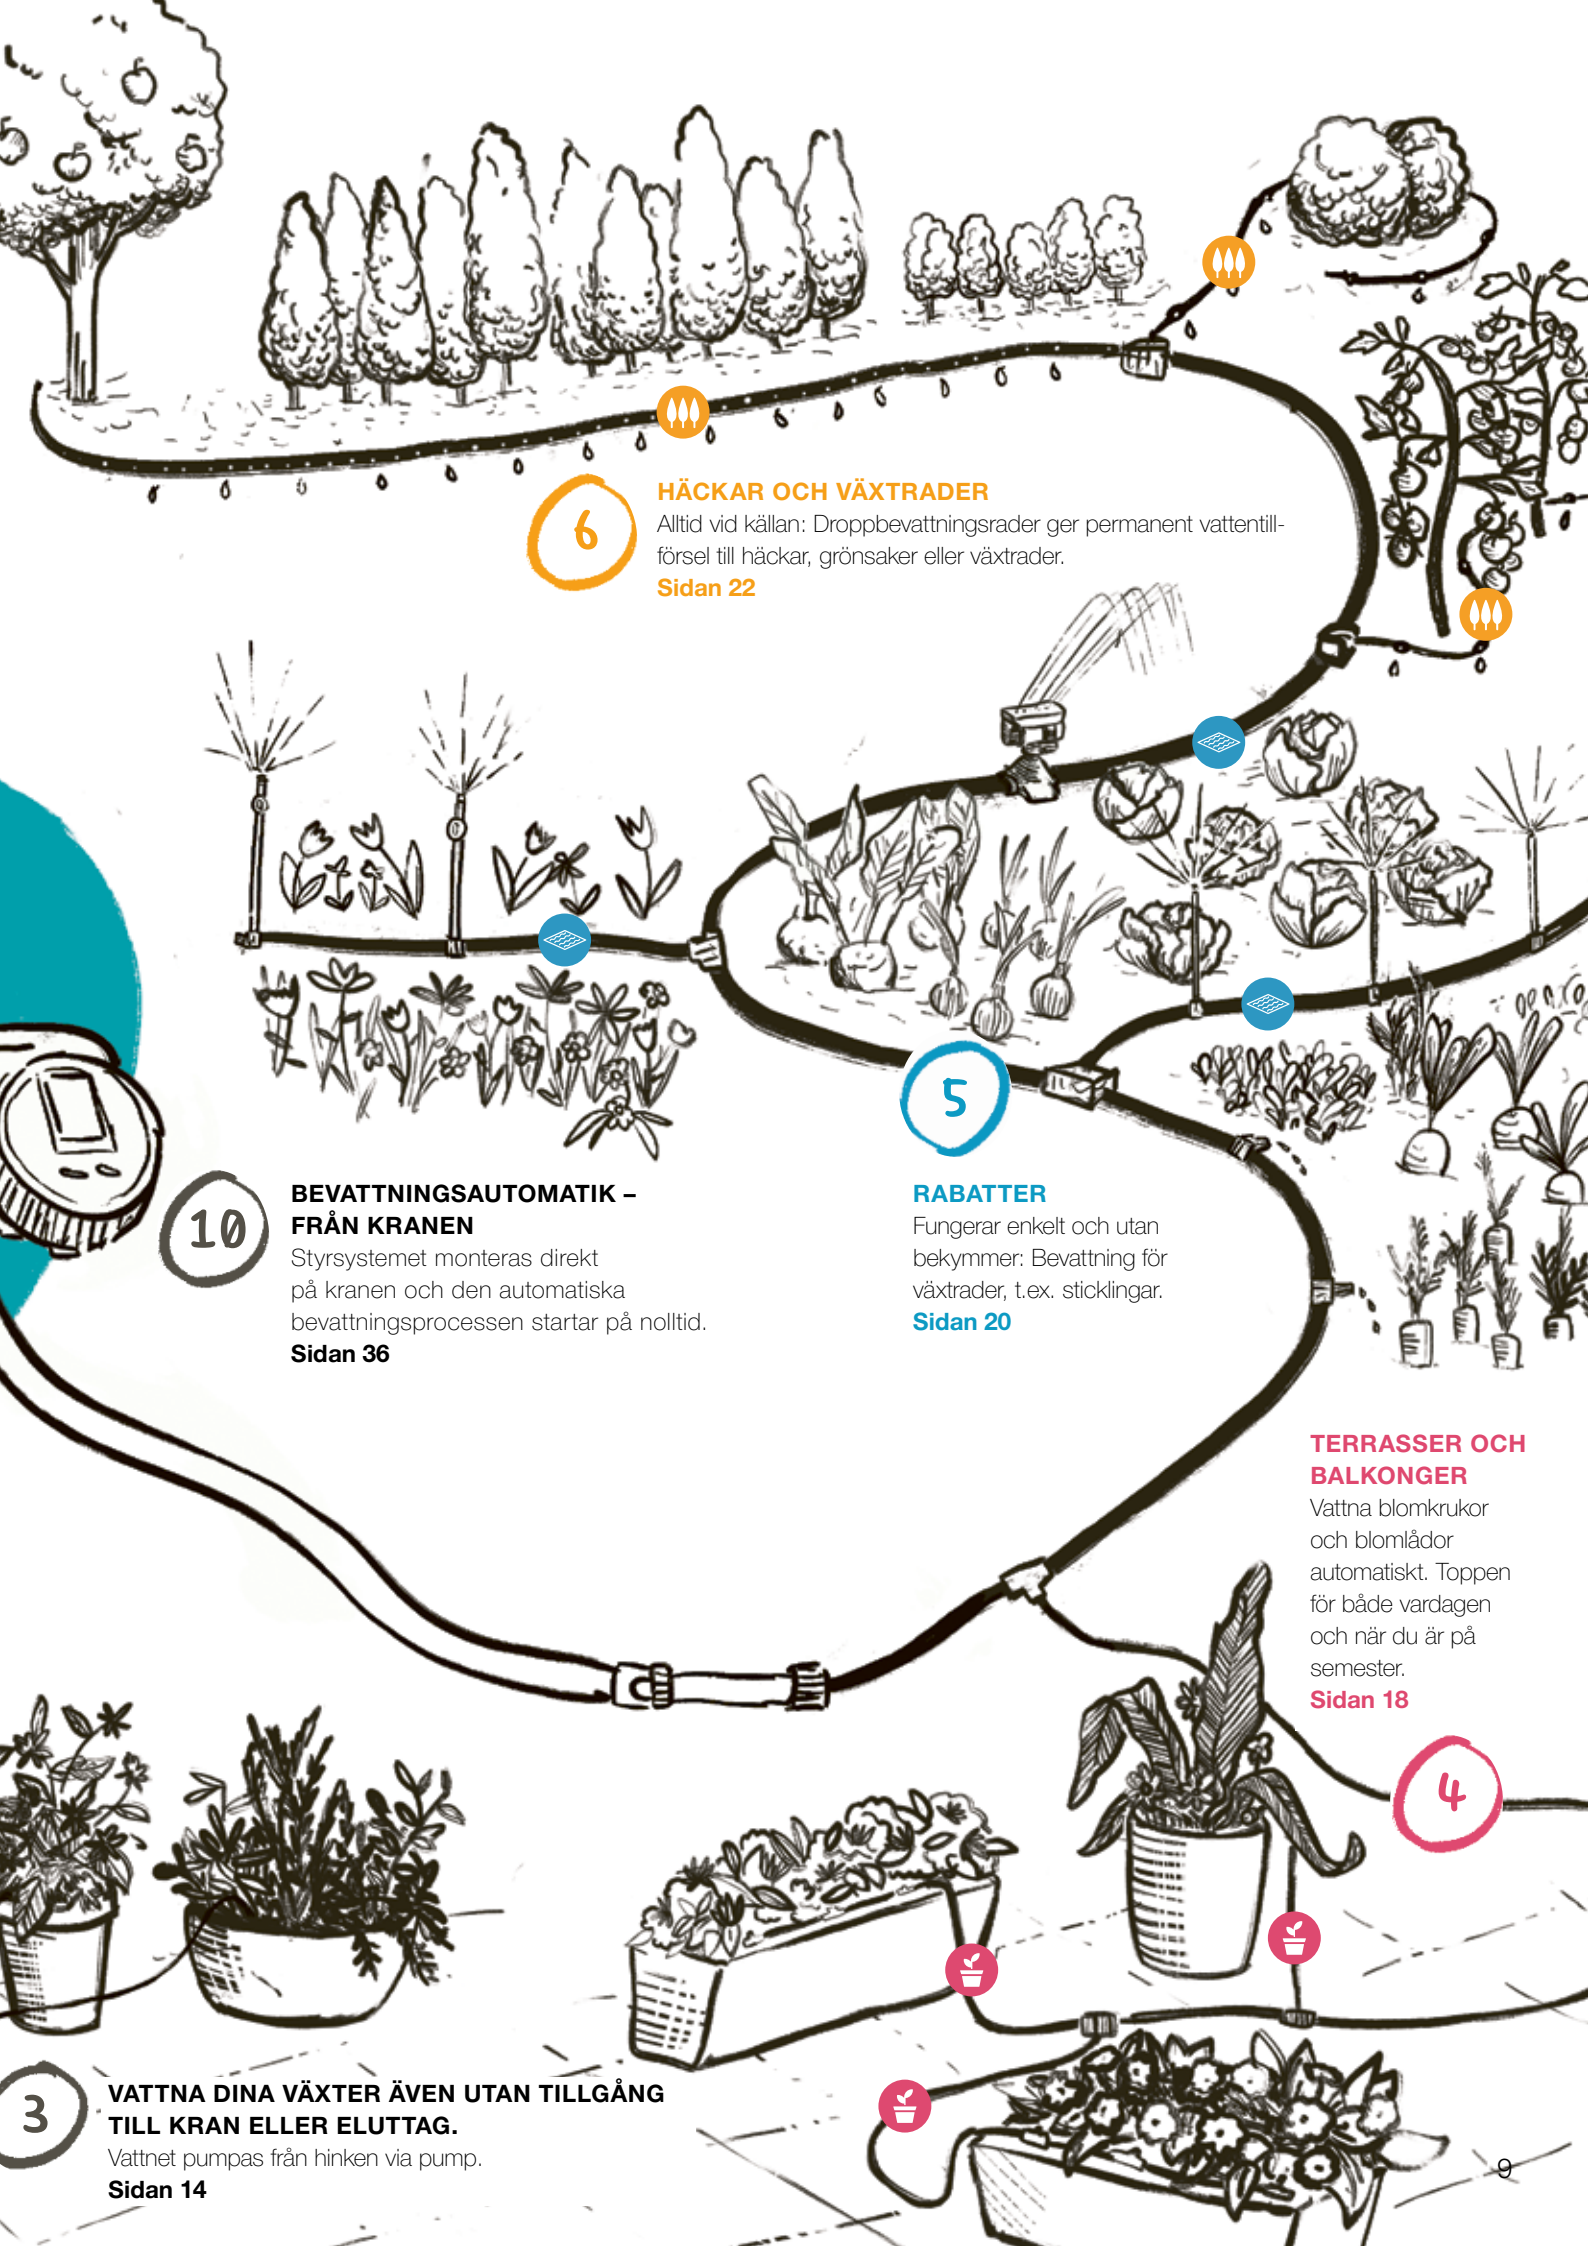 6
HÄCKAR OCH VÄXTRADER
Alltid vid källan: Droppbevattningsrader ger permanent vattentill-
försel till häckar, grönsaker eller växtrader.
Sidan 22
5
10
BEVATTNINGSAUTOMATIK –
FRÅN KRANEN
Styrsystemet monteras direkt
på kranen och den automatiska
bevattningsprocessen startar på nolltid.
Sidan 36
RABATTER
Fungerar enkelt och utan
bekymmer: Bevattning för
växtrader, t.ex. sticklingar.
Sidan 20
TERRASSER OCH
BALKONGER
Vattna blomkrukor
och blomlådor
automatiskt. Toppen
för både vardagen
och när du är på
semester.
Sidan 18
4
3
VATTNA DINA VÄXTER ÄVEN UTAN TILLGÅNG
TILL KRAN ELLER ELUTTAG.
Vattnet pumpas från hinken via pump.
Sidan 14
9